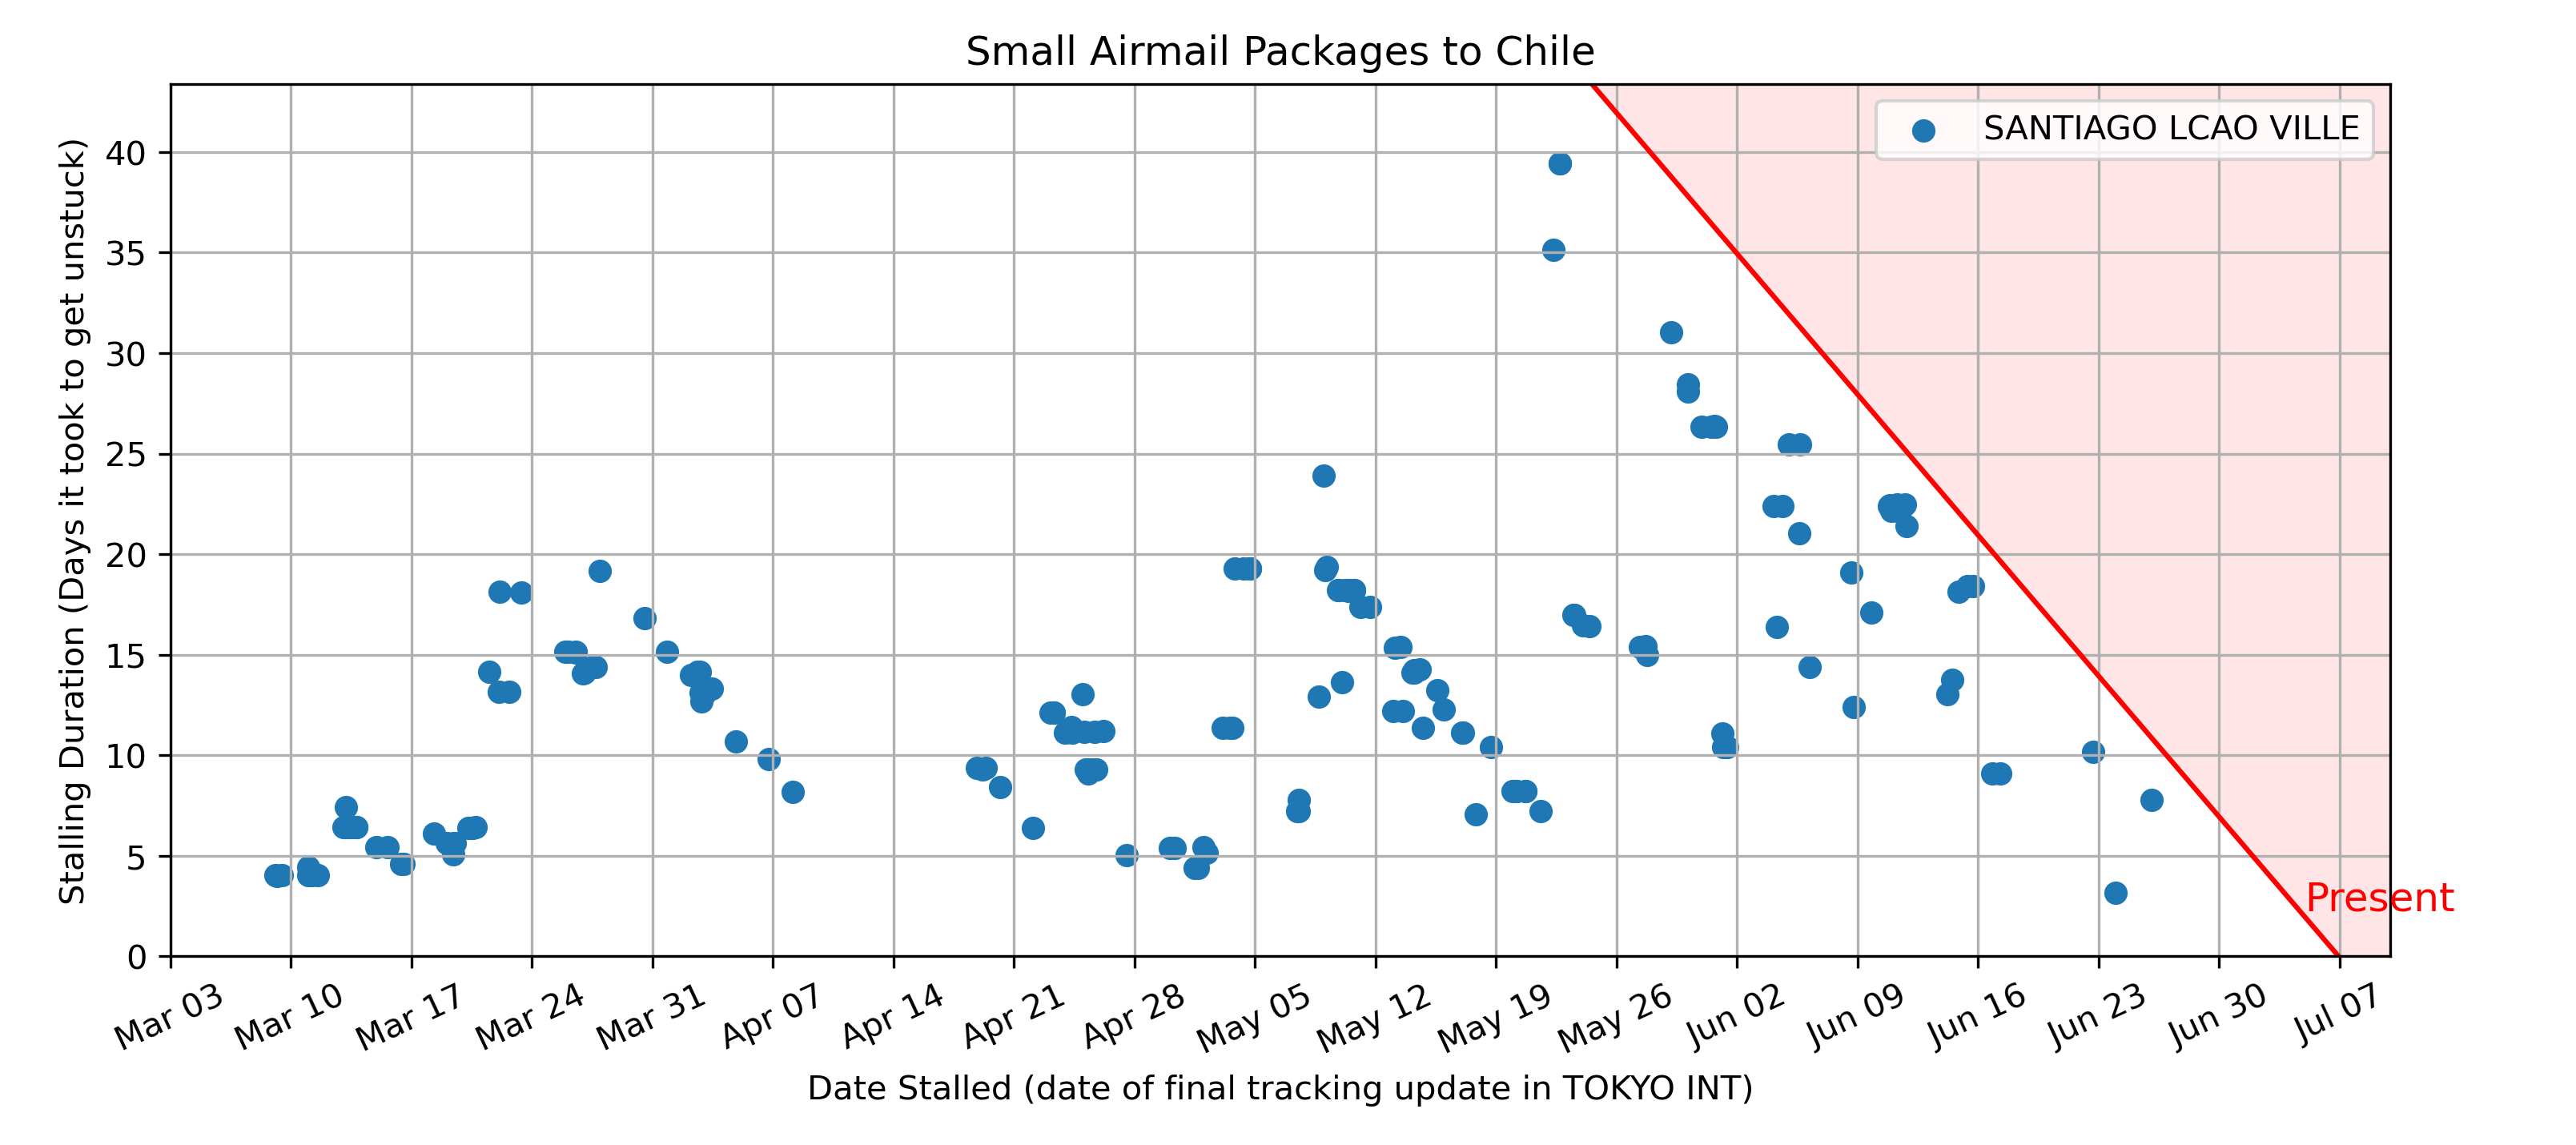 Small Airmail Packages to Chile
SANTIAGO LCAO VILLE
Stalling Duration (Days it took to get unstuck)
40
35
30
25
20
15
10
5
0
Present
Mar 03
Mar 10
Mar 17
Mar 24
Mar 31
Apr 07
Apr 14
Apr 21
Apr 28
May 05
May 12
May 19
May 26
Jun 02
Jun 09
Jun 16
Jun 23
Jun 30
Jul 07
Date Stalled (date of final tracking update in TOKYO INT)